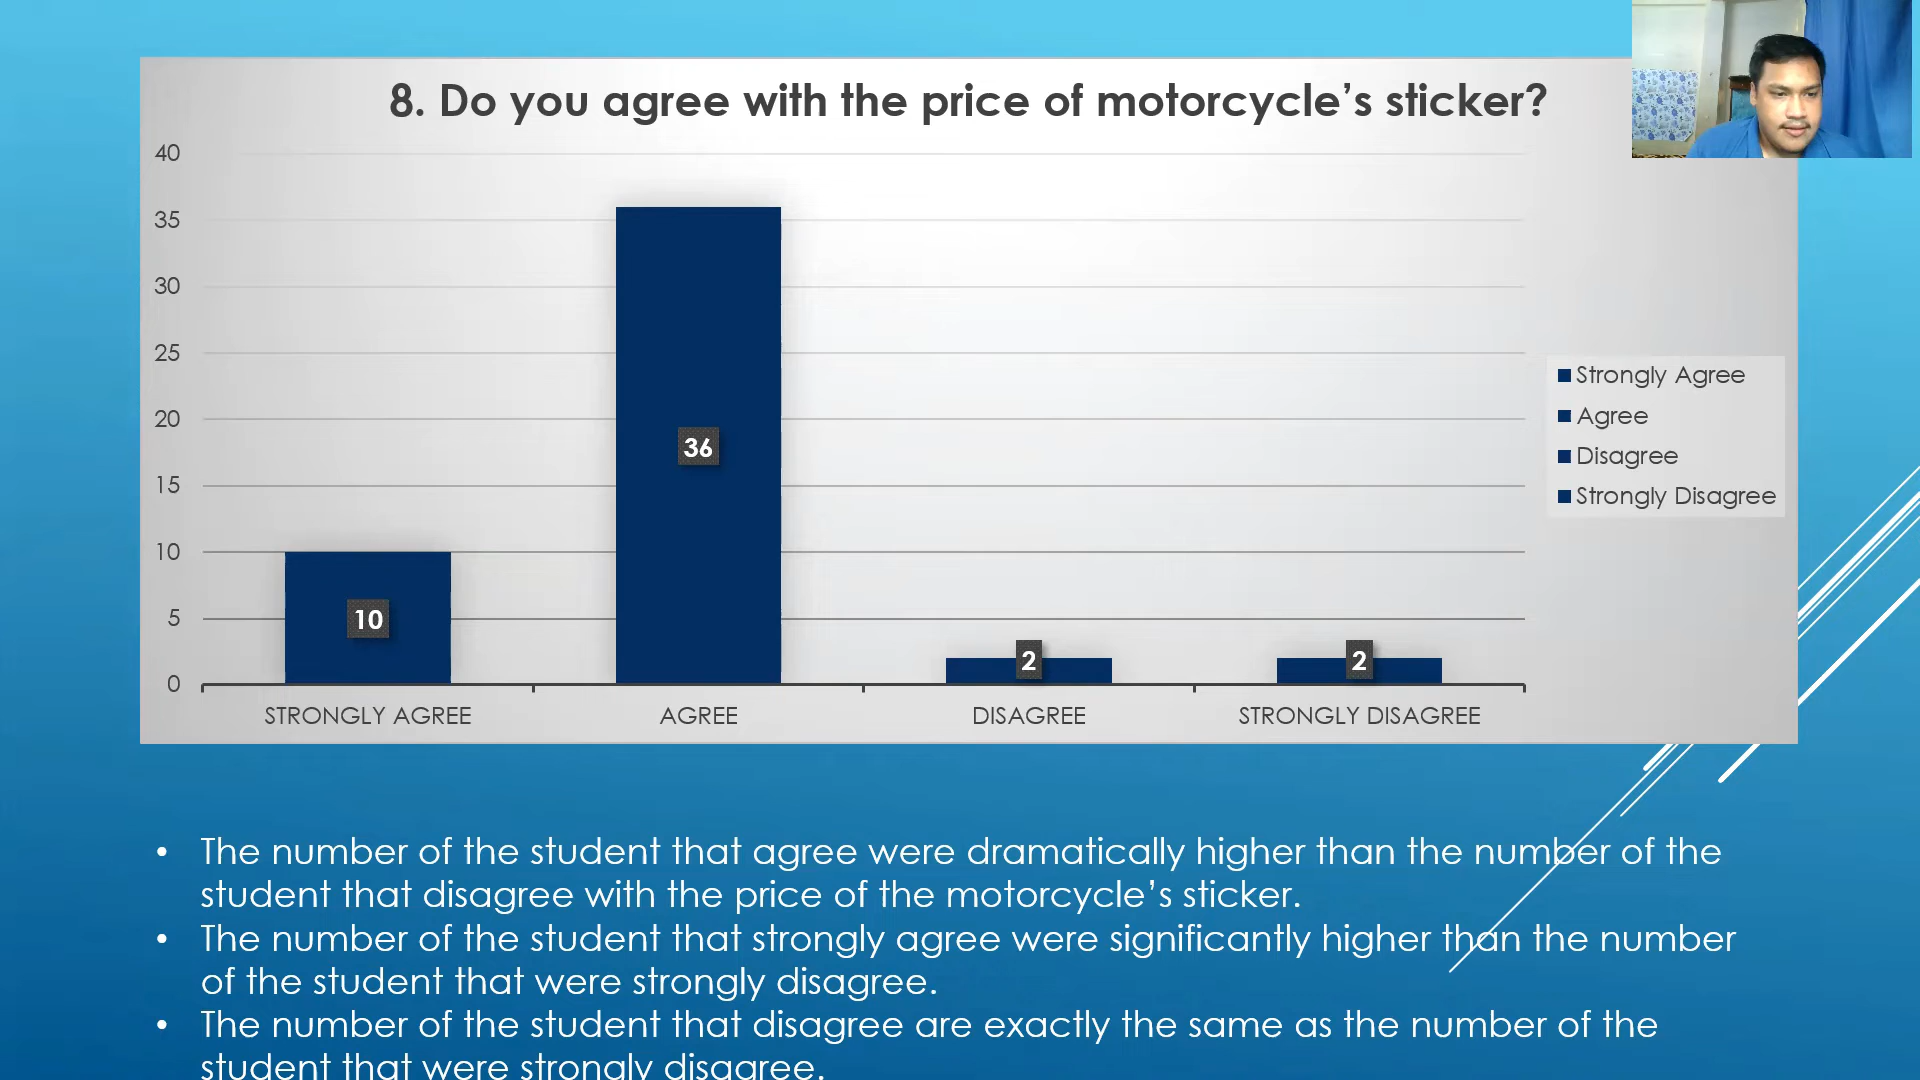 8. Do you agree with the price of motorcycle’s sticker?
40
35
30
25
20
15
10
5
0
10
36
2
2
STRONGLY AGREE
AGREE
DISAGREE
STRONGLY DISAGREE
Strongly Agree
Agree
Disagree
Strongly Disagree
• The number of the student that agree were dramatically higher than the number of the
student that disagree with the price of the motorcycle’s sticker.
• The number of the student that strongly agree were significantly higher than the number
of the student that were strongly disagree.
• The number of the student that disagree are exactly the same as the number of the
student that were strongly disagree.